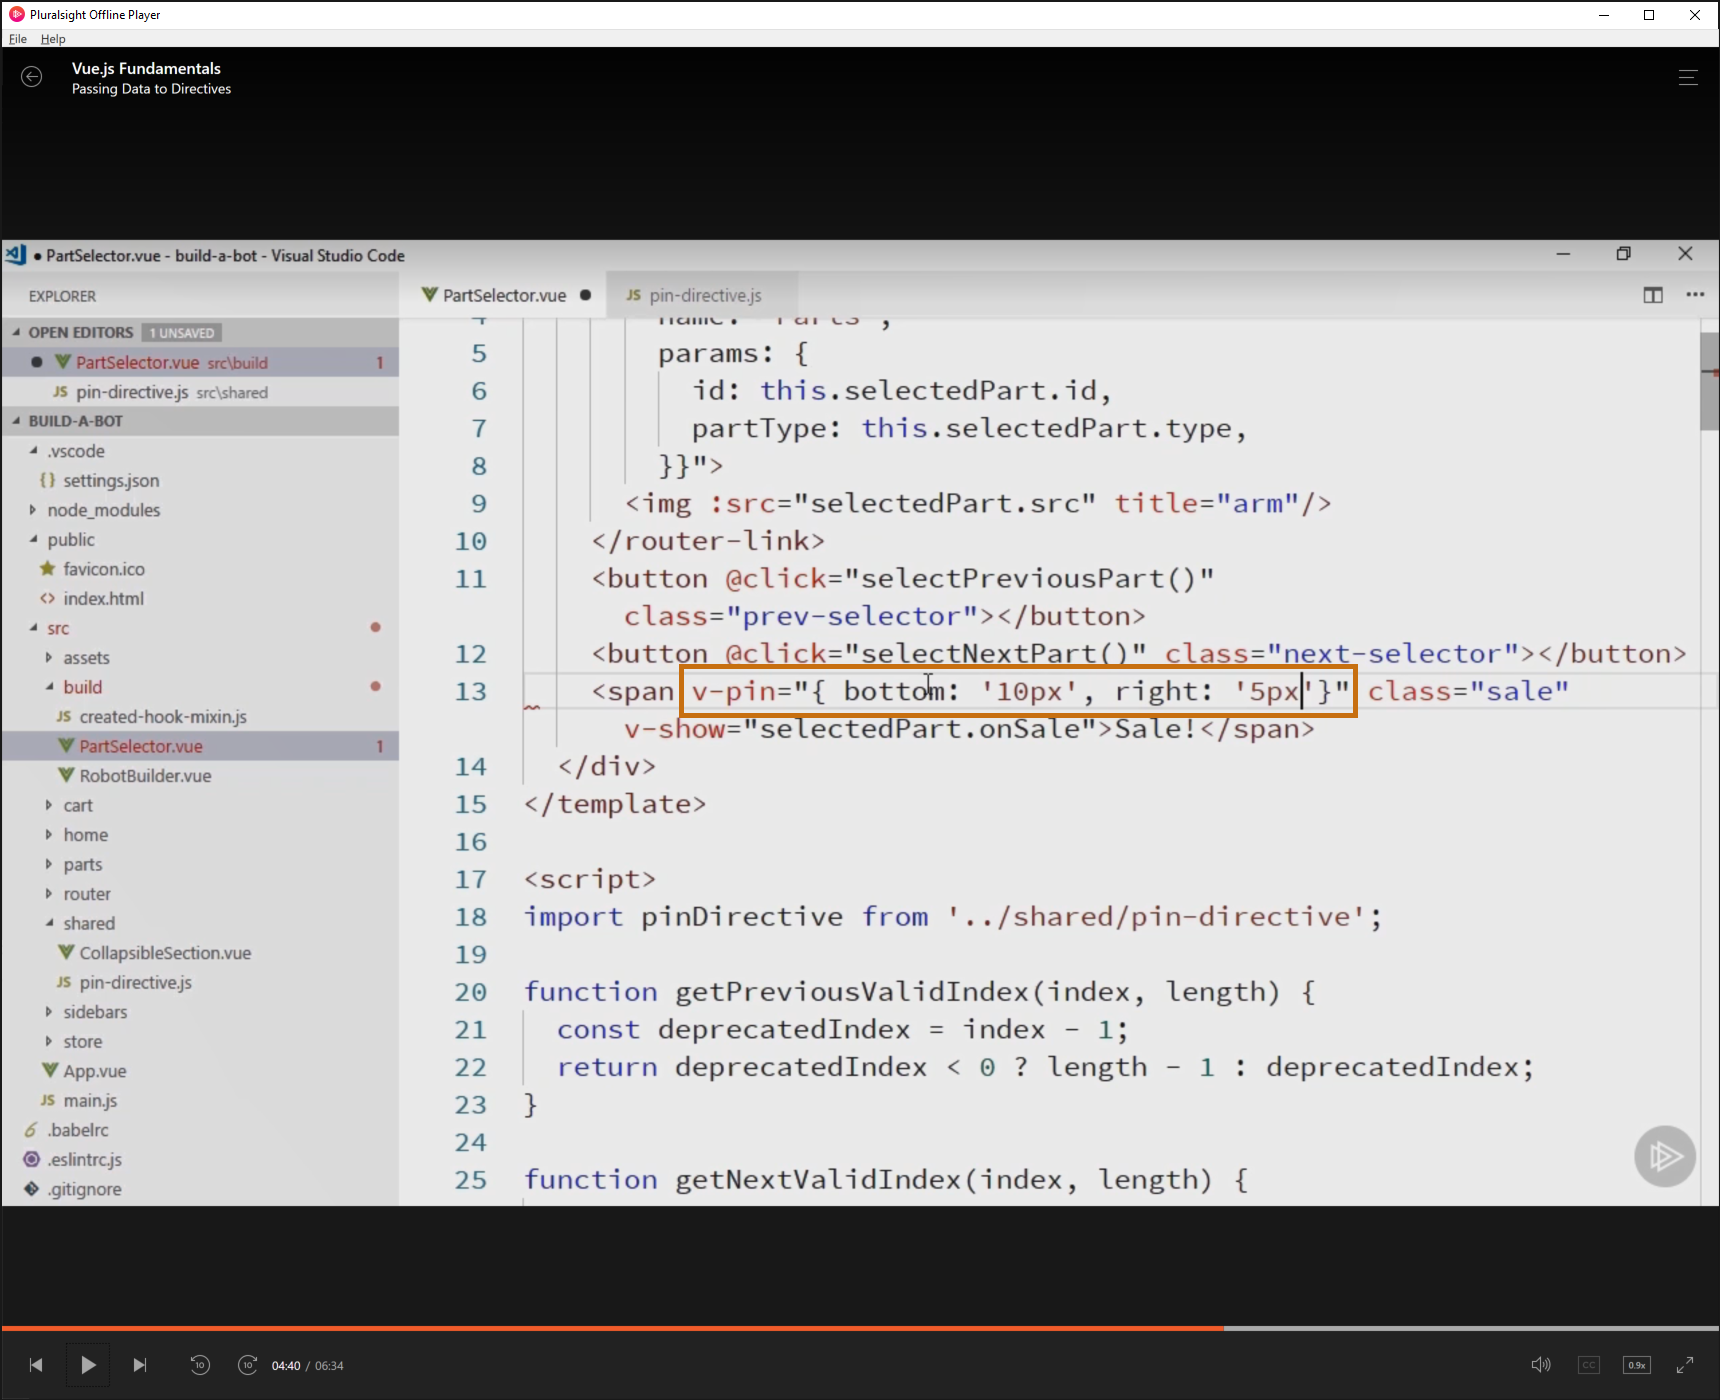 Pluralsight Offline Player
File Help
Vue.js Fundamentals
Passing Data to Directives
PartSelector.vue - build-a-bot - Visual Studio Code
EXPLORER
OPEN EDITORS 1 UNSAVED
PartSelector.vue src\build 1
JS pin-directive.js src\shared
BUILD-A-BOT
.vscode
{} settings.json
node_modules
public
favicon.ico
<> index.html
src
assets
build
JS created-hook-mixin.js
PartSelector.vue 1
RobotBuilder.vue
cart
home
parts
router
shared
CollapsibleSection.vue
JS pin-directive.js
sidebars
store
App.vue
JS main.js
.babelrc
.eslintrc.js
.gitignore
PartSelector.vue JS pin-directive.js
4 name: 'Parts',
5 params: {
6 id: this.selectedPart.id,
7 partType: this.selectedPart.type,
8 }}">
9 <img :src="selectedPart.src" title="arm"/>
10 </router-link>
11 <button @click="selectPreviousPart()"
class="prev-selector"></button>
12 <button @click="selectNextPart()" class="next-selector"></button>
13 <span v-pin="{ bottom: '10px', right: '5px'}" class="sale"
v-show="selectedPart.onSale">Sale!</span>
14 </div>
15 </template>
16
17 <script>
18 import pinDirective from '../shared/pin-directive';
19
20 function getPreviousValidIndex(index, length) {
21 const deprecatedIndex = index - 1;
22 return deprecatedIndex < 0 ? length - 1 : deprecatedIndex;
23 }
24
25 function getNextValidIndex(index, length) {
10 10 04:40 / 06:34 CC 0.9x